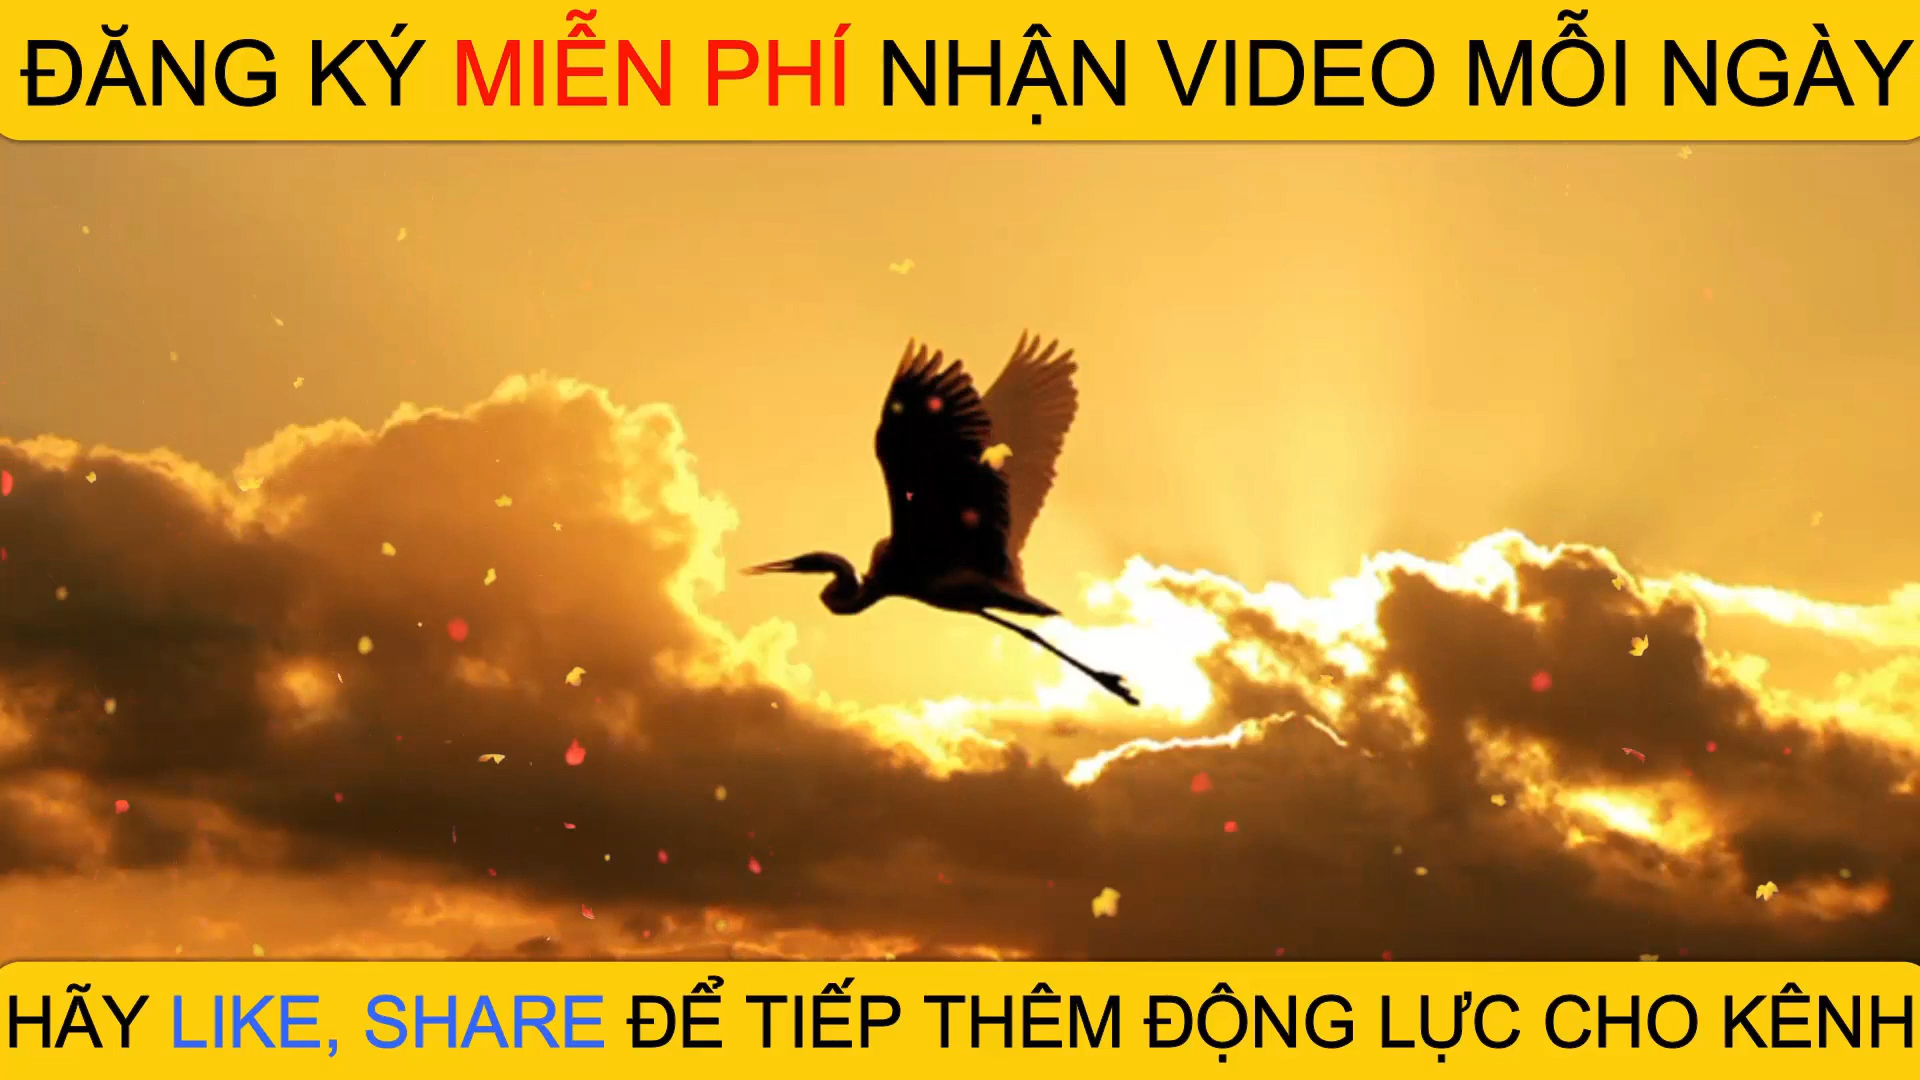 ĐĂNG KÝ MIỄN PHÍ NHẬN VIDEO MỖI NGÀY
HÃY LIKE, SHARE ĐỂ TIẾP THÊM ĐỘNG LỰC CHO KÊNH